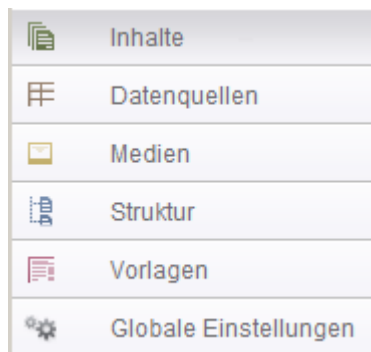 Inhalte
Datenquellen
Medien
Struktur
Vorlagen
Globale Einstellungen